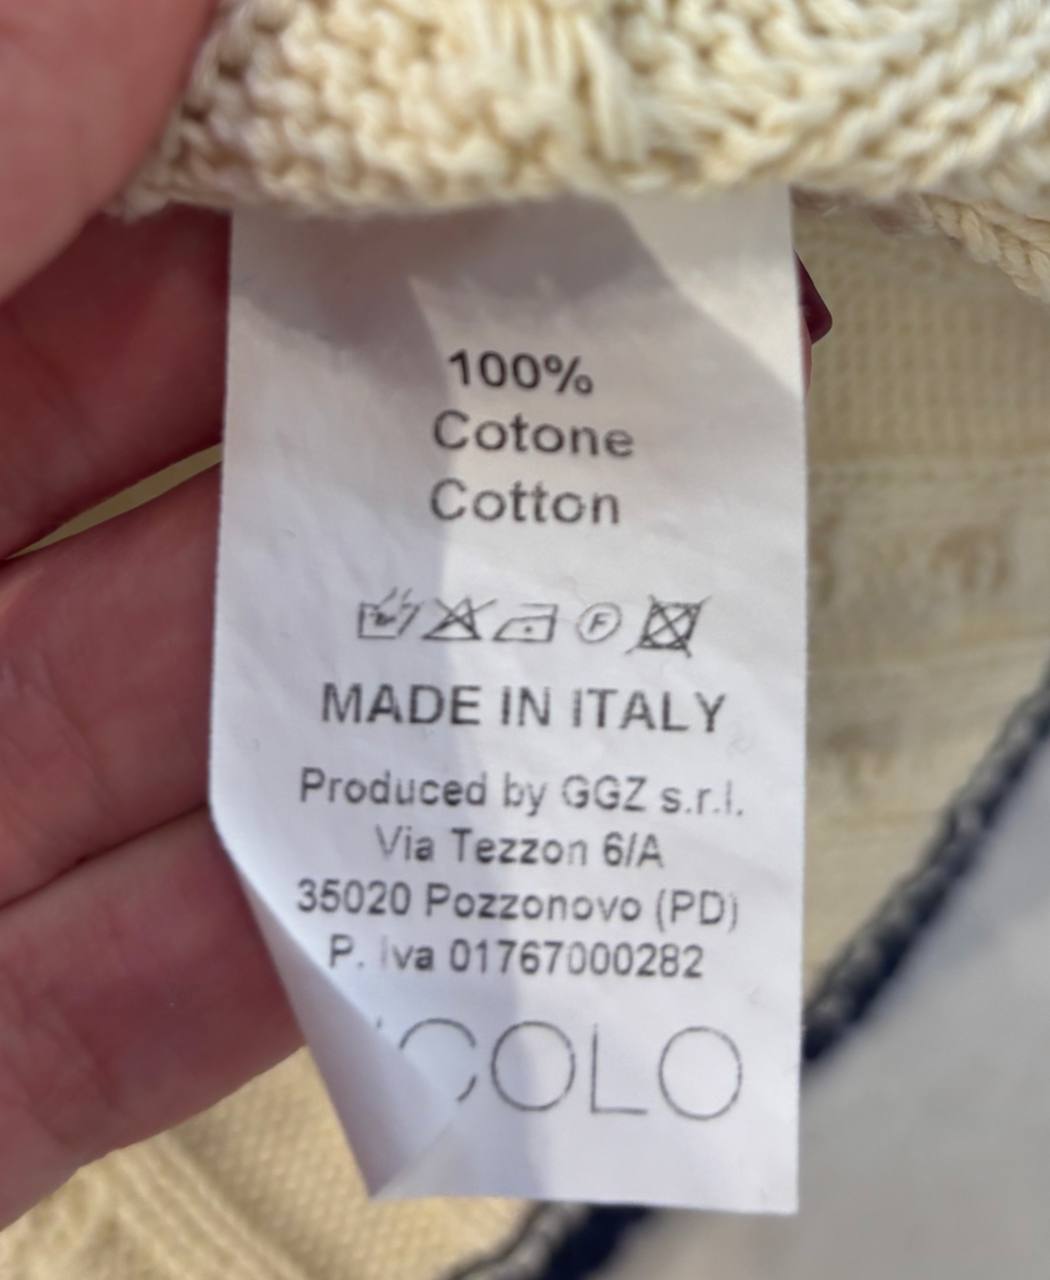 100%
Cotone
Cotton
F
MADE IN ITALY
Produced by GGZ s.r.l.
Via Tezzon 6/A
35020 Pozzonovo (PD)
P. Iva 01767000282